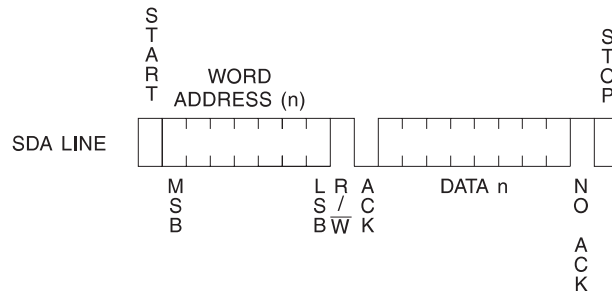 START
STOP
WORD
ADDRESS (n)
SDA LINE
MSB
LSB
R/W
ACK
DATA n
NO ACK